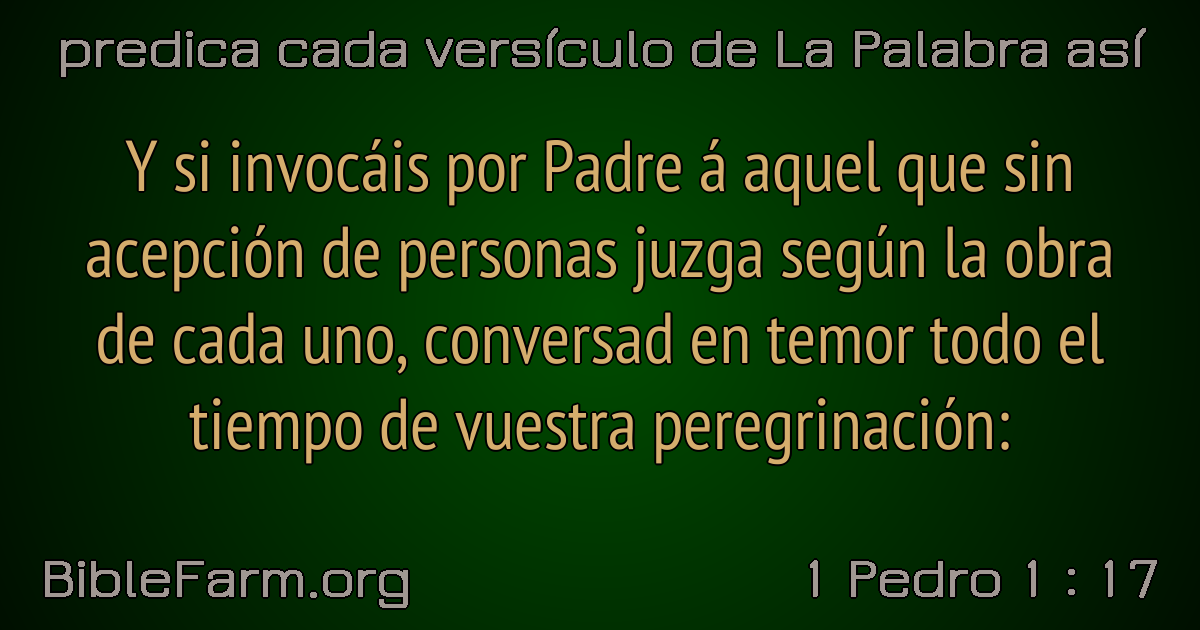 predica cada versículo de La Palabra así
Y si invocáis por Padre á aquel que sin
acepción de personas juzga según la obra
de cada uno, conversad en temor todo el
tiempo de vuestra peregrinación:
BibleFarm.org
1 Pedro 1 : 17